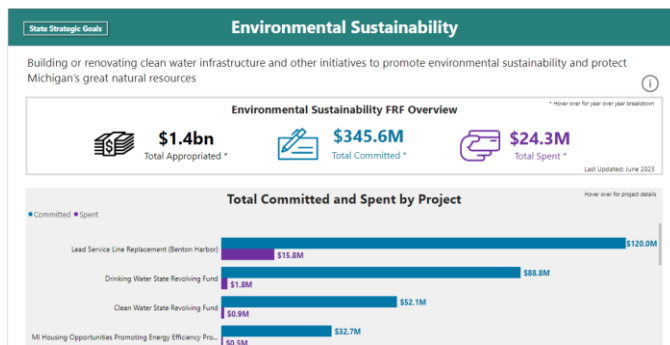 State Strategic Goals
Environmental Sustainability
Building or renovating clean water infrastructure and other initiatives to promote environmental sustainability and protect
Michigan's great natural resources
Environmental Sustainability FRF Overview
* Hover over for year over year breakdown
$1.4bn
Total Appropriated *
$345.6M
Total Committed *
$24.3M
Total Spent *
Last Updated: June 2023
Total Committed and Spent by Project
Hover over for project details
Committed Spent
Lead Service Line Replacement (Benton Harbor)
$120.0M
$15.8M
Drinking Water State Revolving Fund
$88.8M
$1.8M
Clean Water State Revolving Fund
$52.1M
$0.9M
MI Housing Opportunities Promoting Energy Efficiency Pro...
$32.7M
$0.5M